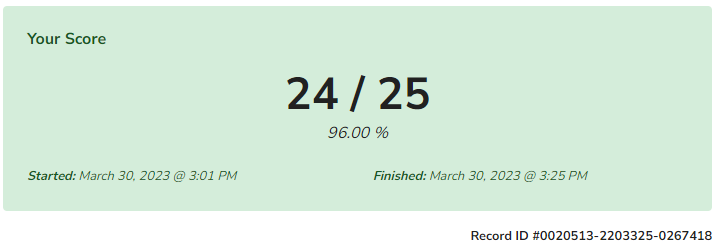 Your Score
24 / 25
96.00 %
Started: March 30, 2023 @ 3:01 PM Finished: March 30, 2023 @ 3:25 PM
Record ID #0020513-2203325-0267418